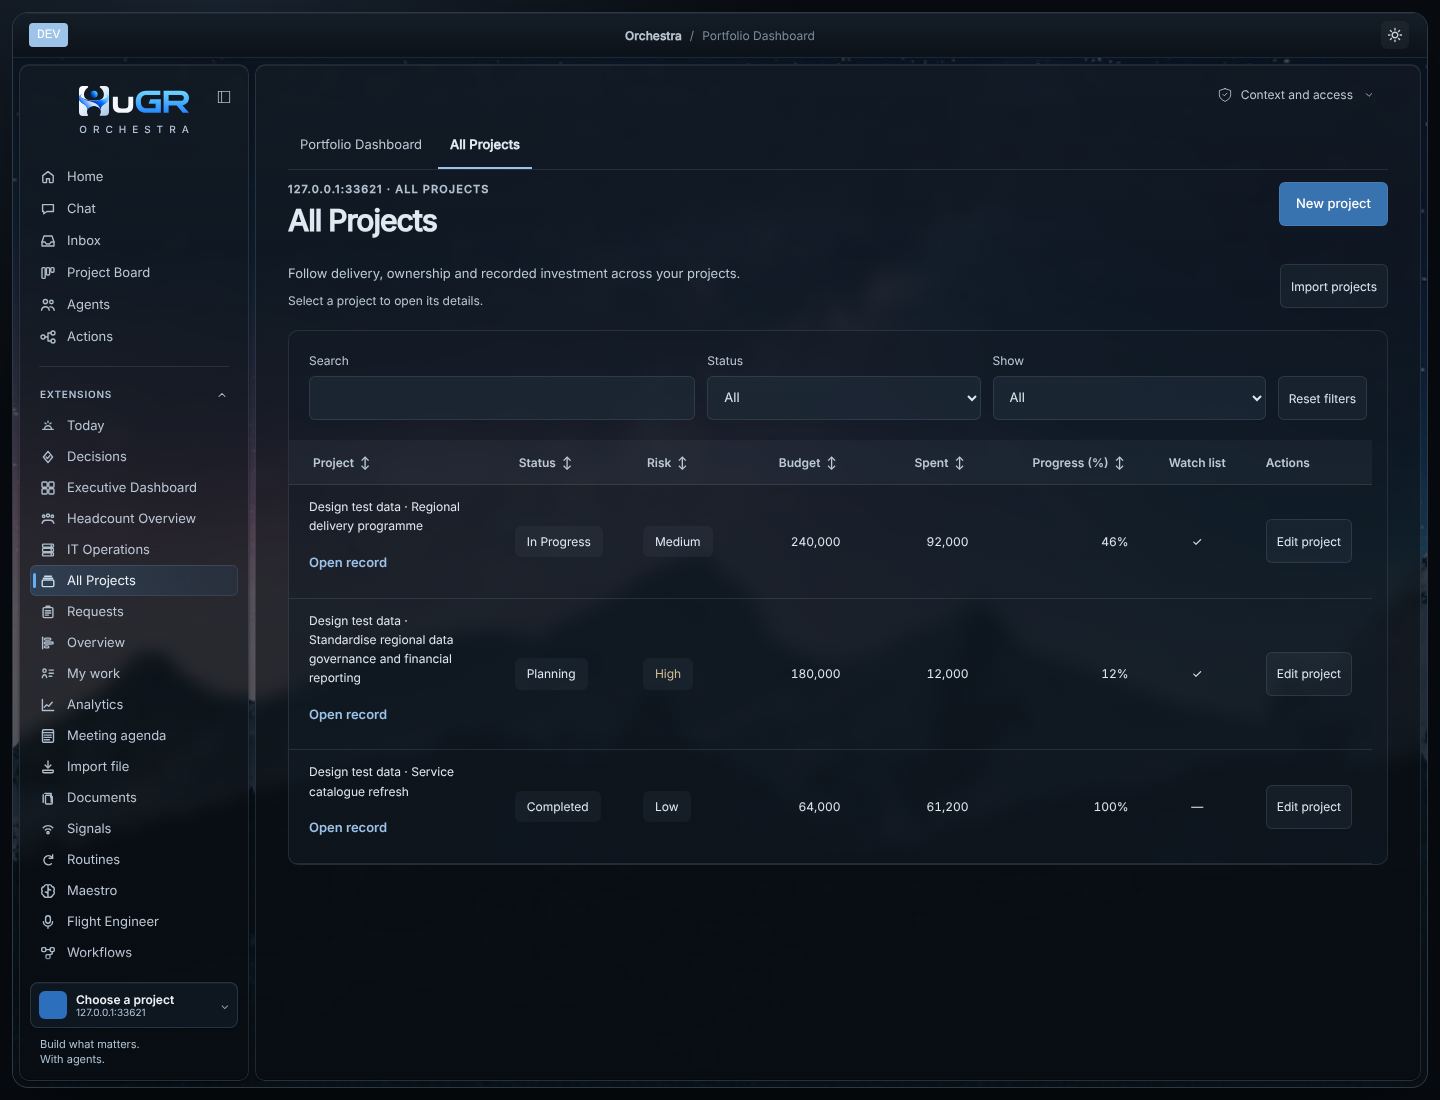 DEV
Orchestra / Portfolio Dashboard
HuGR
ORCHESTRA
Context and access
Home
Chat
Inbox
Project Board
Agents
Actions
EXTENSIONS
Today
Decisions
Executive Dashboard
Headcount Overview
IT Operations
All Projects
Requests
Overview
My work
Analytics
Meeting agenda
Import file
Documents
Signals
Routines
Maestro
Flight Engineer
Workflows
Choose a project
127.0.0.1:33621
Build what matters.
With agents.
Portfolio Dashboard All Projects
127.0.0.1:33621 · ALL PROJECTS
All Projects
New project
Follow delivery, ownership and recorded investment across your projects.
Select a project to open its details.
Import projects
Search Status Show
All All Reset filters
Project Status Risk Budget Spent Progress (%) Watch list Actions
Design test data · Regional
delivery programme
Open record
In Progress Medium 240,000 92,000 46% ✓ Edit project
Design test data ·
Standardise regional data
governance and financial
reporting
Open record
Planning High 180,000 12,000 12% ✓ Edit project
Design test data · Service
catalogue refresh
Open record
Completed Low 64,000 61,200 100% — Edit project